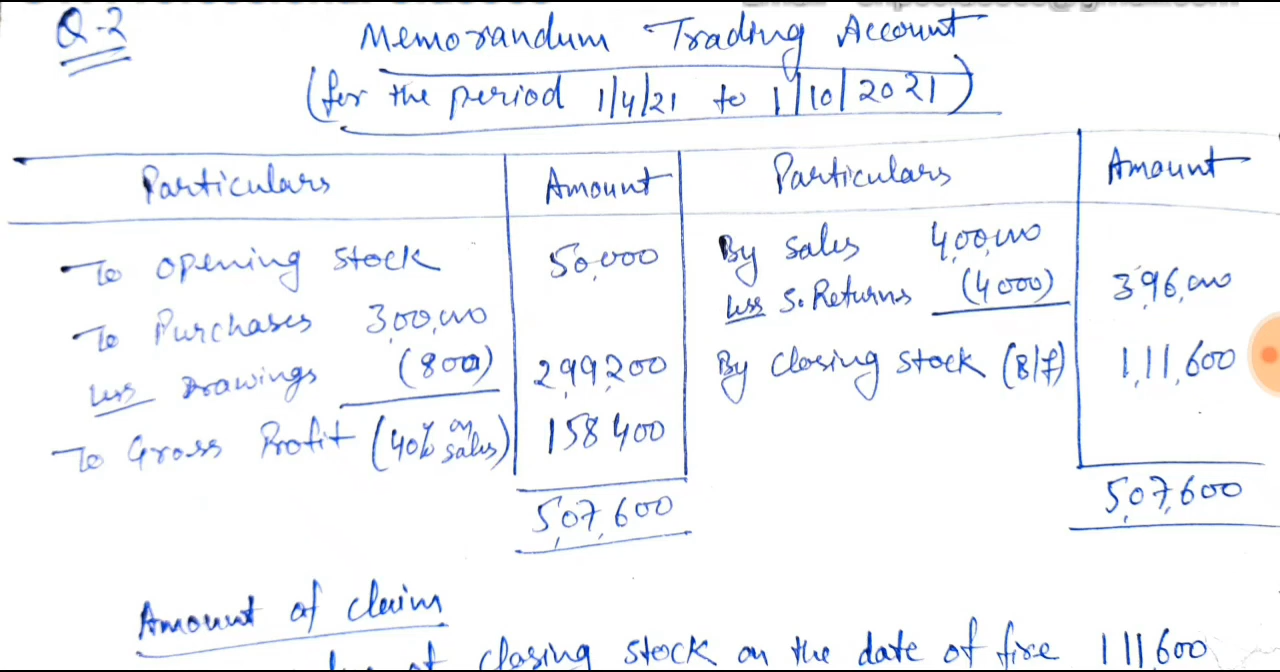 Q-2
Memorandum Trading Account
(for the period 1/4/21 to 1/10/2021)
Particulars Amount Particulars Amount
To Opening stock 50,000 By Sales 4,00,000
less S. Returns (4000) 3,96,000
To Purchases 3,00,000
less Drawings (800) 2,99,200 By Closing stock (B/f) 1,11,600
To Gross Profit (40% on sales) 158400
5,07,600 5,07,600
Amount of claim
closing stock on the date of fire 111,600